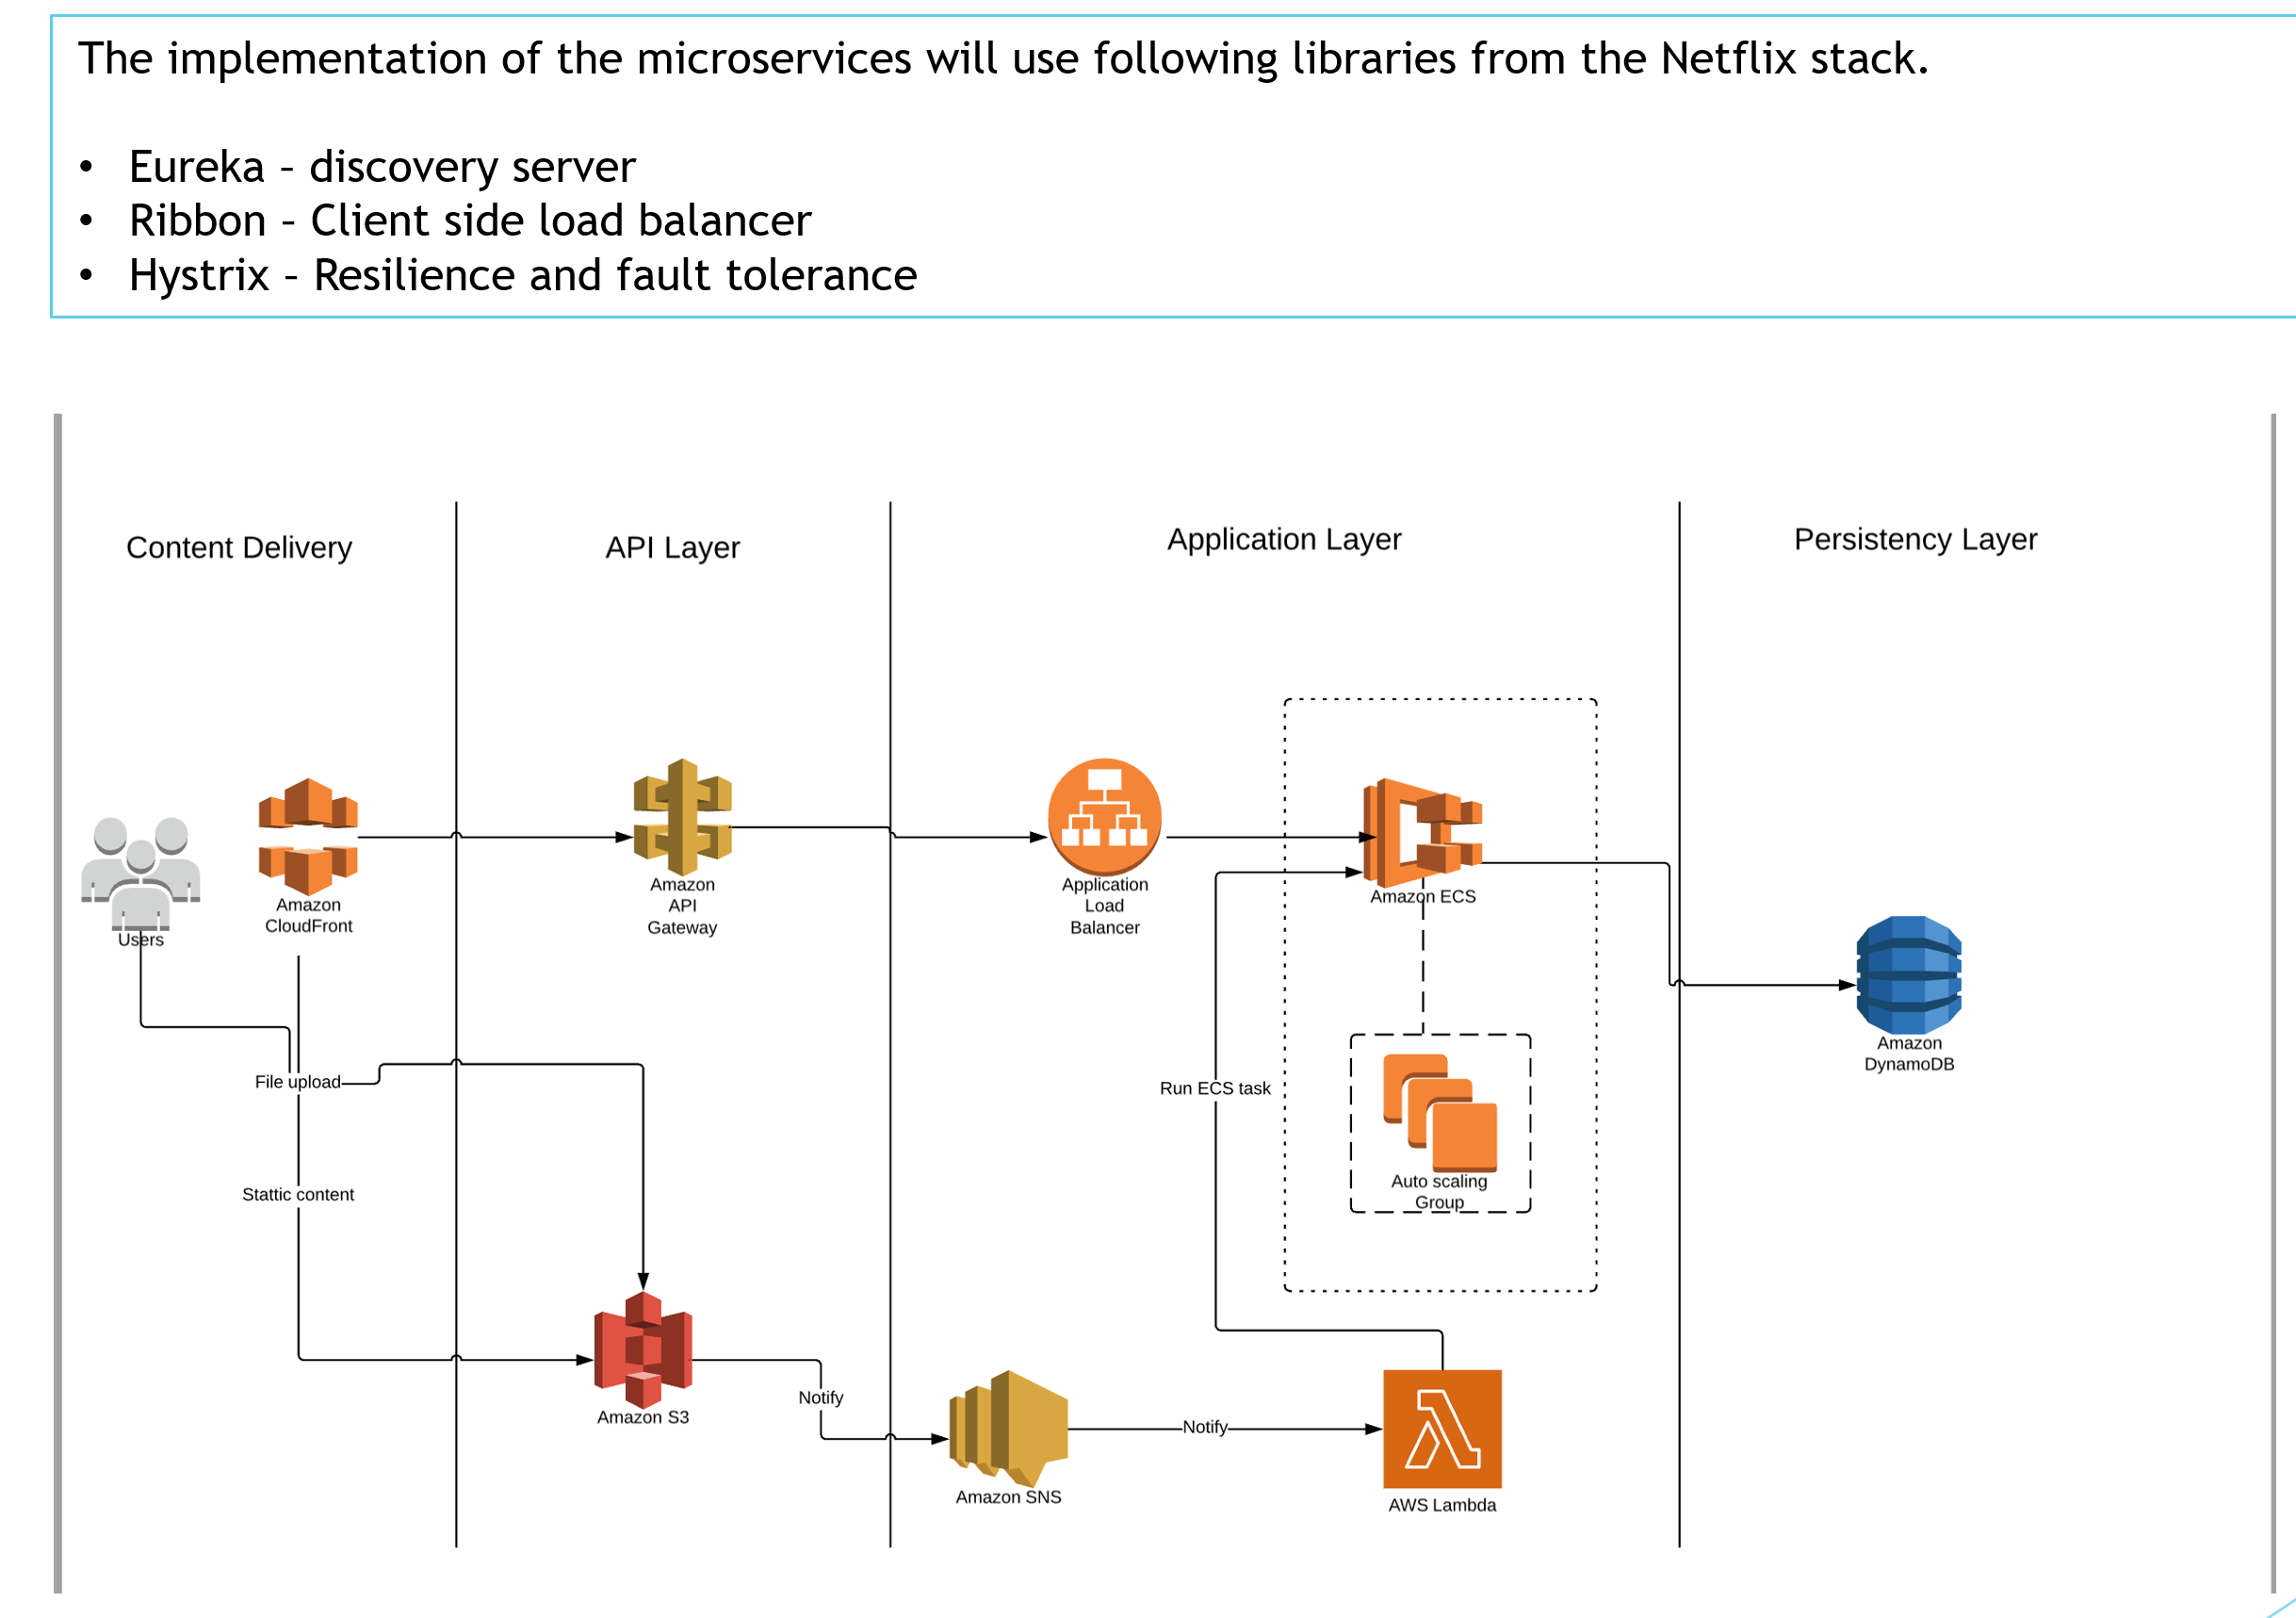 The implementation of the microservices will use following libraries from the Netflix stack.
• Eureka – discovery server
• Ribbon – Client side load balancer
• Hystrix – Resilience and fault tolerance
Content Delivery
API Layer
Application Layer
Persistency Layer
Users
Amazon
CloudFront
Amazon
API
Gateway
Application
Load
Balancer
Amazon ECS
Amazon
DynamoDB
File upload
Run ECS task
Stattic content
Auto scaling
Group
Amazon S3
Notify
Amazon SNS
Notify
AWS Lambda